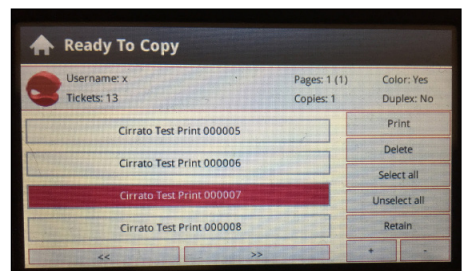 Ready To Copy
Username: x Pages: 1 (1) Color: Yes
Tickets: 13 Copies: 1 Duplex: No
Cirrato Test Print 000005
Cirrato Test Print 000006
Cirrato Test Print 000007
Cirrato Test Print 000008
<< >>
Print
Delete
Select all
Unselect all
Retain
+ -